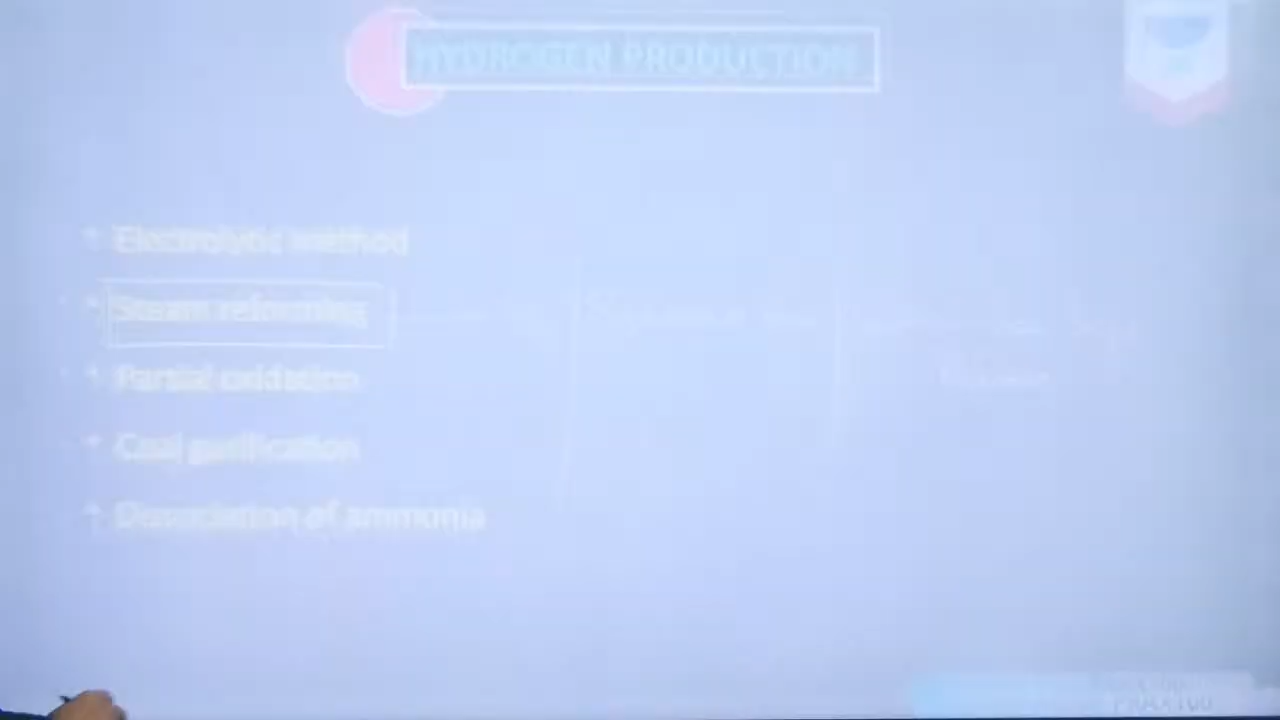 HYDROGEN PRODUCTION
Electrolytic method
Steam reforming
Partial oxidation
Coal gasification
Dissociation of ammonia